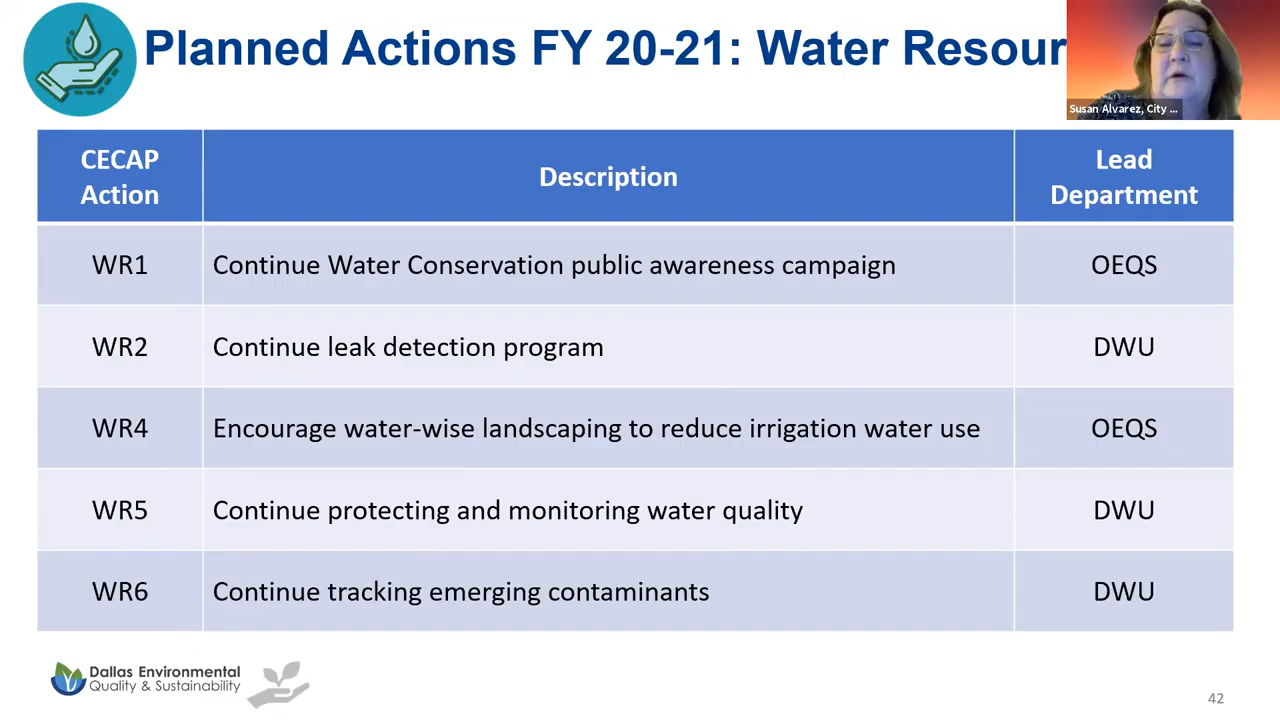 Planned Actions FY 20-21: Water Resour
Susan Alvarez, City ...
CECAP Action
Description
Lead Department
WR1 Continue Water Conservation public awareness campaign OEQS
WR2 Continue leak detection program DWU
WR4 Encourage water-wise landscaping to reduce irrigation water use OEQS
WR5 Continue protecting and monitoring water quality DWU
WR6 Continue tracking emerging contaminants DWU
Dallas Environmental
Quality & Sustainability
42